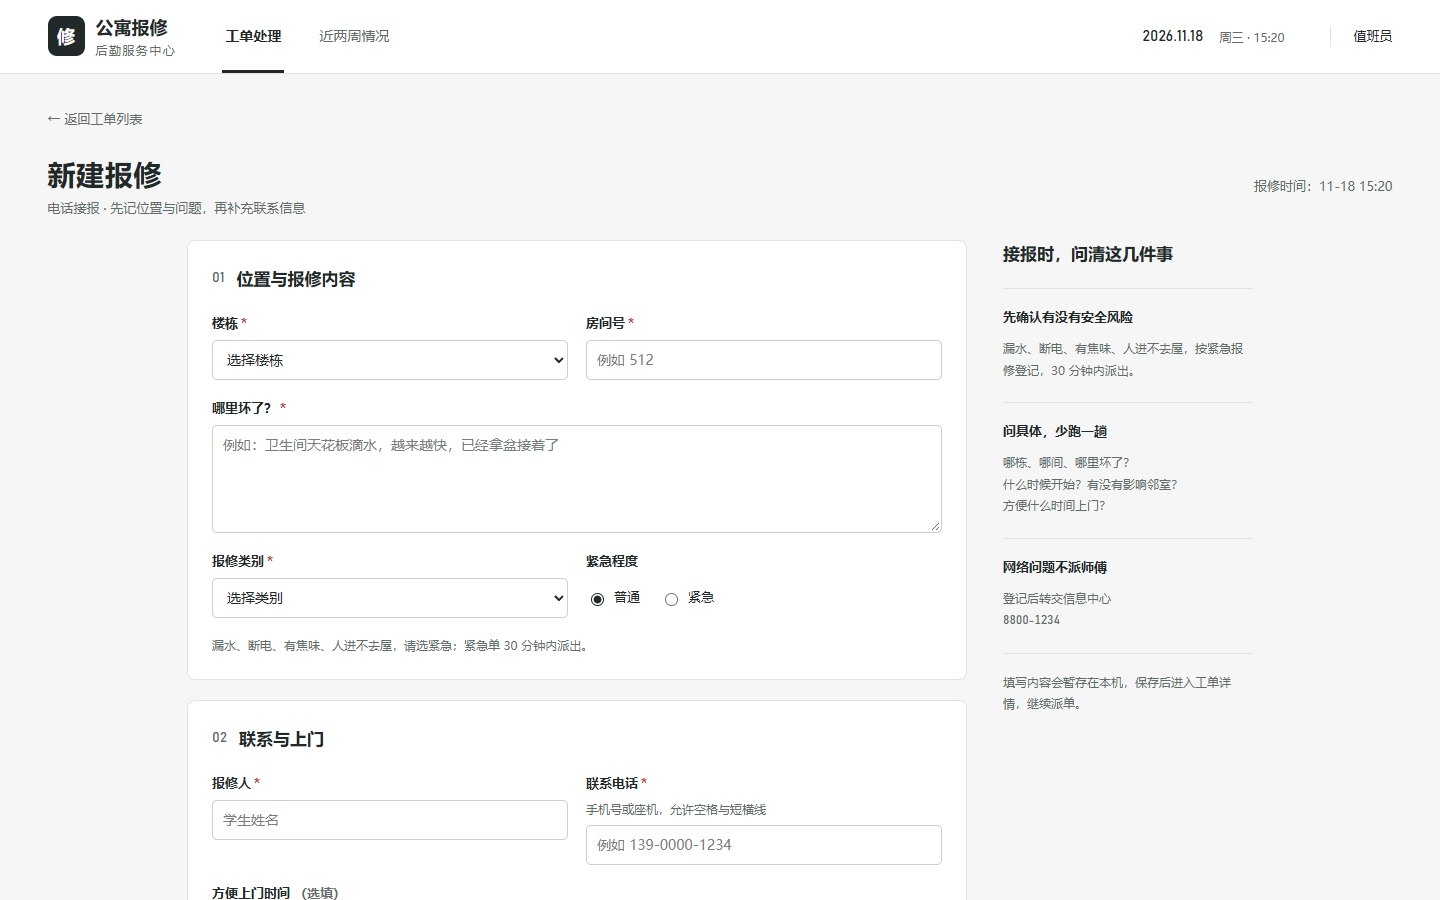 修
公寓报修
后勤服务中心
工单处理
近两周情况
2026.11.18
周三 · 15:20
值班员
← 返回工单列表
新建报修
电话接报 · 先记位置与问题，再补充联系信息
报修时间：11-18 15:20
01 位置与报修内容
楼栋 *
选择楼栋
房间号 *
例如 512
哪里坏了？ *
例如：卫生间天花板滴水，越来越快，已经拿盆接着了
报修类别 *
选择类别
紧急程度
普通
紧急
漏水、断电、有焦味、人进不去屋，请选紧急；紧急单 30 分钟内派出。
02 联系与上门
报修人 *
学生姓名
联系电话 *
手机号或座机，允许空格与短横线
例如 139-0000-1234
方便上门时间 （选填）
接报时，问清这几件事
先确认有没有安全风险
漏水、断电、有焦味、人进不去屋，按紧急报
修登记，30 分钟内派出。
问具体，少跑一趟
哪栋、哪间、哪里坏了？
什么时候开始？有没有影响邻室？
方便什么时间上门？
网络问题不派师傅
登记后转交信息中心
8800-1234
填写内容会暂存在本机，保存后进入工单详
情，继续派单。